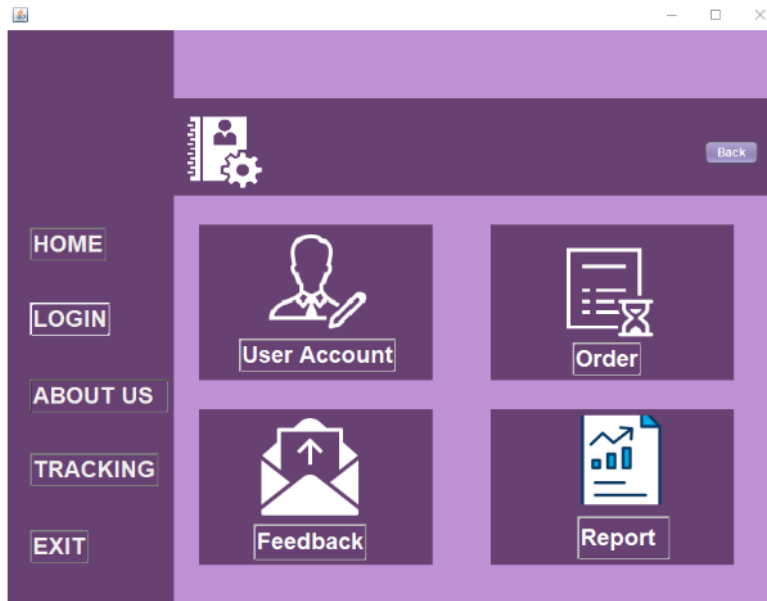 Back
HOME
LOGIN
ABOUT US
TRACKING
EXIT
User Account
Order
Feedback
Report